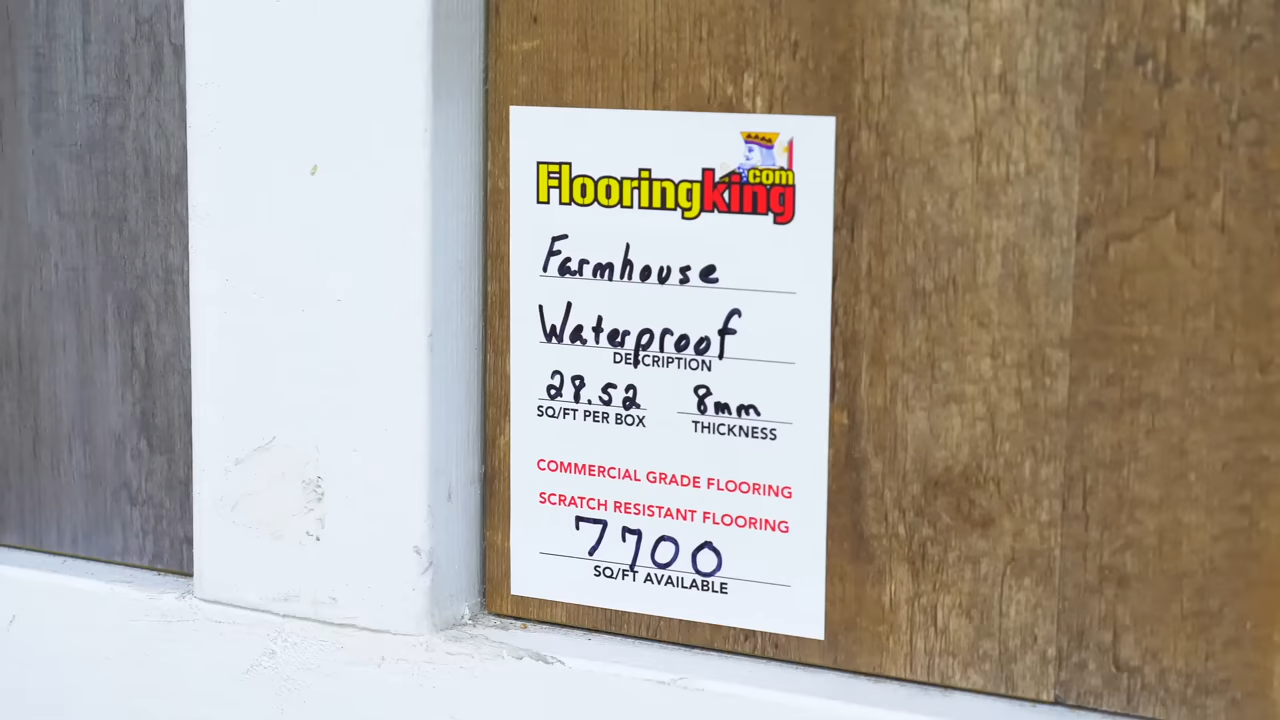 Flooringking.com
Farmhouse
Waterproof
DESCRIPTION
28.52 8mm
SQ/FT PER BOX THICKNESS
COMMERCIAL GRADE FLOORING
SCRATCH RESISTANT FLOORING
7700
SQ/FT AVAILABLE